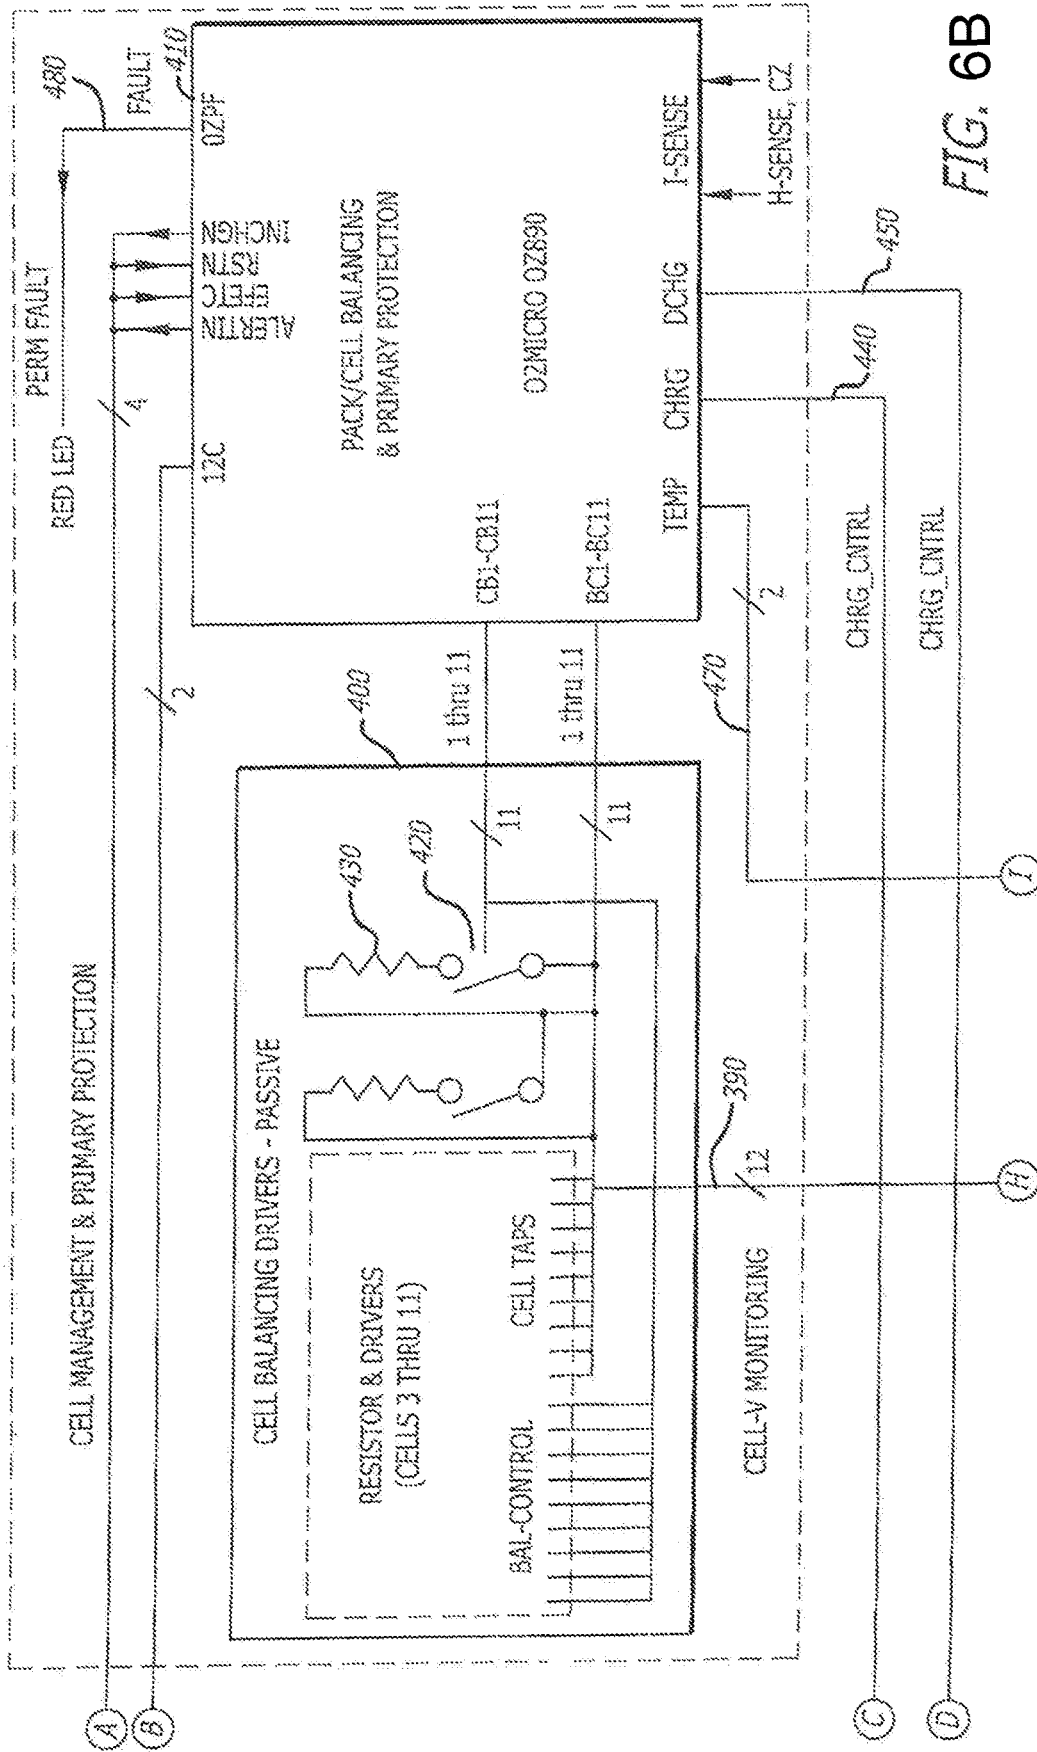 CELL MANAGEMENT & PRIMARY PROTECTION
A
B
RED LED
PERM FAULT
480
FAULT
4
2
ALERTIN
EFETC
RSTN
INCHGN
410
12C
OZPF
PACK/CELL BALANCING
& PRIMARY PROTECTION
O2MICRO OZ890
CB1-CB11
BC1-BC11
TEMP
CHRG
DCHG
I-SENSE
H-SENSE, CZ
1 thru 11
1 thru 11
400
CELL BALANCING DRIVERS - PASSIVE
430
420
11
11
RESISTOR & DRIVERS
(CELLS 3 THRU 11)
BAL-CONTROL
CELL TAPS
CELL-V MONITORING
390
12
470
2
440
450
CHRG_CNTRL
CHRG_CNTRL
C
D
H
I
FIG. 6B